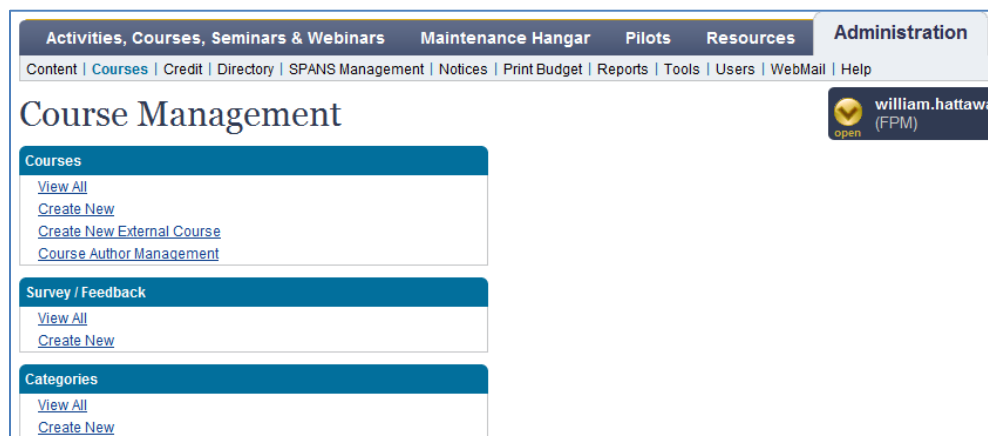 Activities, Courses, Seminars & Webinars Maintenance Hangar Pilots Resources Administration
Content | Courses | Credit | Directory | SPANS Management | Notices | Print Budget | Reports | Tools | Users | WebMail | Help
Course Management
william.hattawa
(FPM)
open
Courses
View All
Create New
Create New External Course
Course Author Management
Survey / Feedback
View All
Create New
Categories
View All
Create New